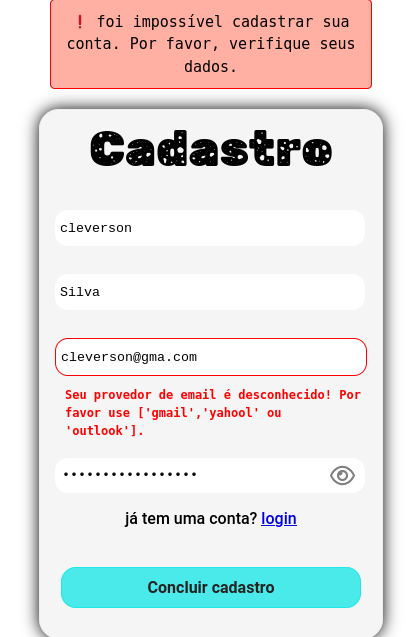 ❗ foi impossível cadastrar sua
conta. Por favor, verifique seus
dados.
Cadastro
cleverson
Silva
cleverson@gma.com
Seu provedor de email é desconhecido! Por
favor use ['gmail','yahool' ou
'outlook'].
•••••••••••••••••
já tem uma conta? login
Concluir cadastro